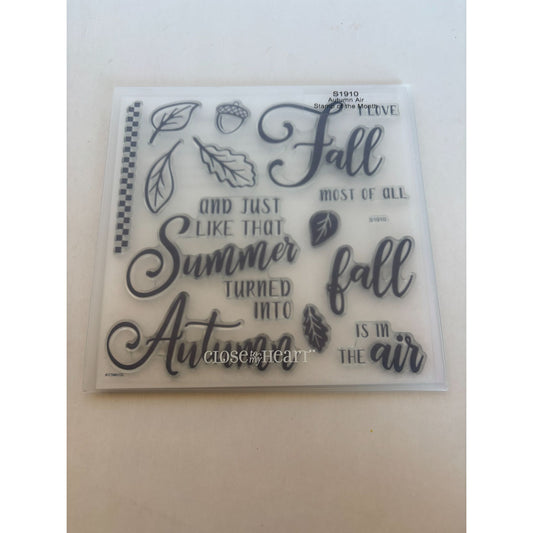 S1910
Autumn Air
Stamp of the Month
I LOVE
Fall
MOST OF ALL
AND JUST
LIKE THAT
Summer
TURNED
INTO
Autumn
S1910
fall
IS IN
THE air
CLOSE TO MY HEART™